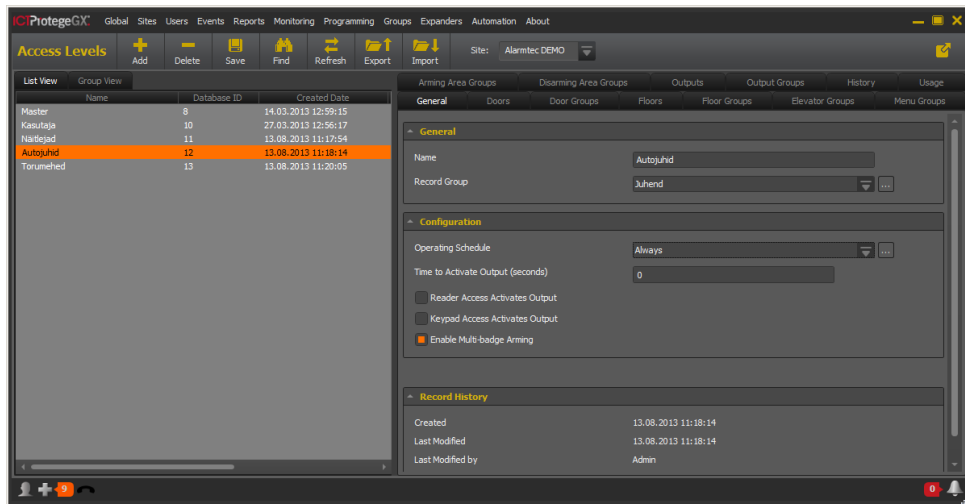 ICT ProtegeGX Global Sites Users Events Reports Monitoring Programming Groups Expanders Automation About
Access Levels Add Delete Save Find Refresh Export Import Site: Alarmtec DEMO
List View Group View
Name Database ID Created Date
Master 8 14.03.2013 12:59:15
Kasutaja 10 27.03.2013 12:56:17
Näitlejad 11 13.08.2013 11:17:54
Autojuhid 12 13.08.2013 11:18:14
Torumehed 13 13.08.2013 11:20:05
Arming Area Groups Disarming Area Groups Outputs Output Groups History Usage
General Doors Door Groups Floors Floor Groups Elevator Groups Menu Groups
General
Name Autojuhid
Record Group Juhend ...
Configuration
Operating Schedule Always ...
Time to Activate Output (seconds) 0
Reader Access Activates Output
Keypad Access Activates Output
Enable Multi-badge Arming
Record History
Created 13.08.2013 11:18:14
Last Modified 13.08.2013 11:18:14
Last Modified by Admin
9 0